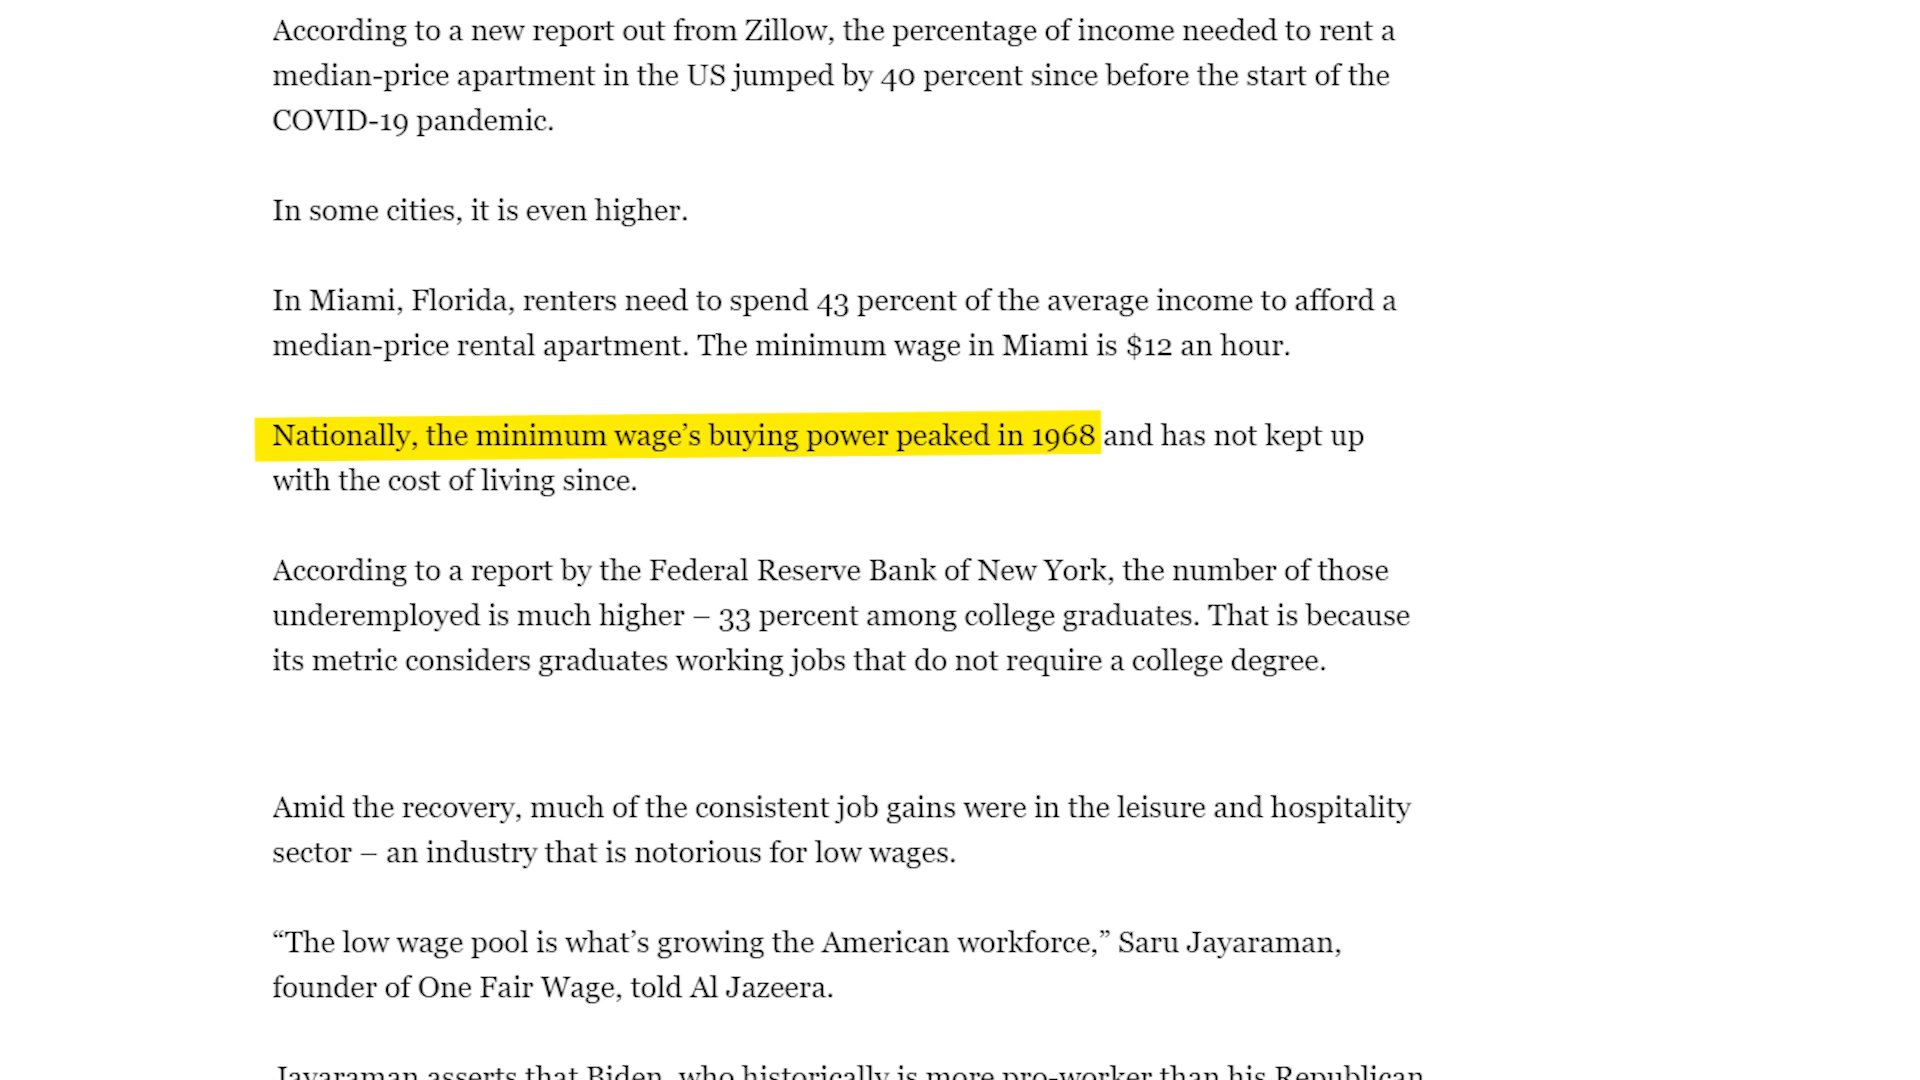 According to a new report out from Zillow, the percentage of income needed to rent a
median-price apartment in the US jumped by 40 percent since before the start of the
COVID-19 pandemic.
In some cities, it is even higher.
In Miami, Florida, renters need to spend 43 percent of the average income to afford a
median-price rental apartment. The minimum wage in Miami is $12 an hour.
Nationally, the minimum wage’s buying power peaked in 1968 and has not kept up
with the cost of living since.
According to a report by the Federal Reserve Bank of New York, the number of those
underemployed is much higher – 33 percent among college graduates. That is because
its metric considers graduates working jobs that do not require a college degree.
Amid the recovery, much of the consistent job gains were in the leisure and hospitality
sector – an industry that is notorious for low wages.
“The low wage pool is what’s growing the American workforce,” Saru Jayaraman,
founder of One Fair Wage, told Al Jazeera.
Jayaraman asserts that Biden, who historically is more pro-worker than his Republican